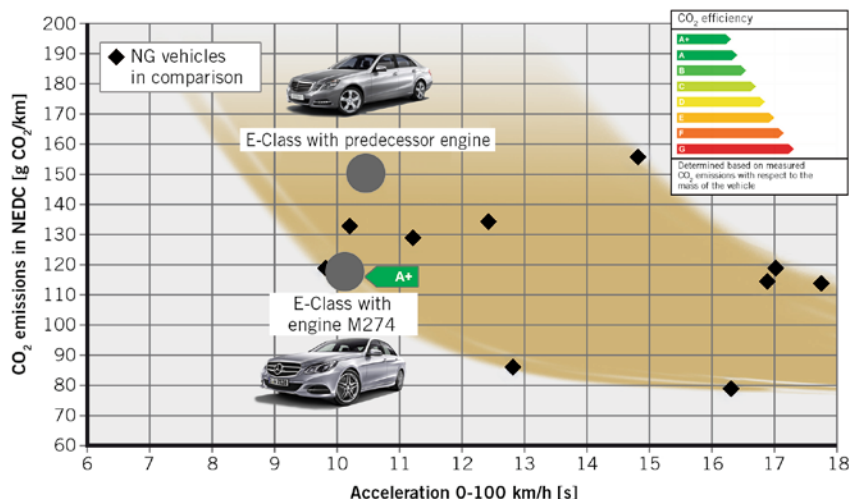 200
190
180
170
160
150
140
130
120
110
100
90
80
70
60
CO₂ emissions in NEDC [g CO₂/km]
NG vehicles
in comparison
E-Class with predecessor engine
A+
E-Class with
engine M274
CO₂ efficiency
A+
A
B
C
D
E
F
G
Determined based on measured
CO₂ emissions with respect to the
mass of the vehicle
6 7 8 9 10 11 12 13 14 15 16 17 18
Acceleration 0-100 km/h [s]